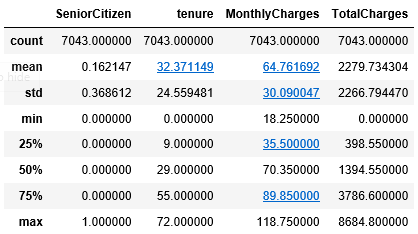 SeniorCitizen tenure MonthlyCharges TotalCharges
count 7043.000000 7043.000000 7043.000000 7043.000000
mean 0.162147 32.371149 64.761692 2279.734304
std 0.368612 24.559481 30.090047 2266.794470
min 0.000000 0.000000 18.250000 0.000000
25% 0.000000 9.000000 35.500000 398.550000
50% 0.000000 29.000000 70.350000 1394.550000
75% 0.000000 55.000000 89.850000 3786.600000
max 1.000000 72.000000 118.750000 8684.800000